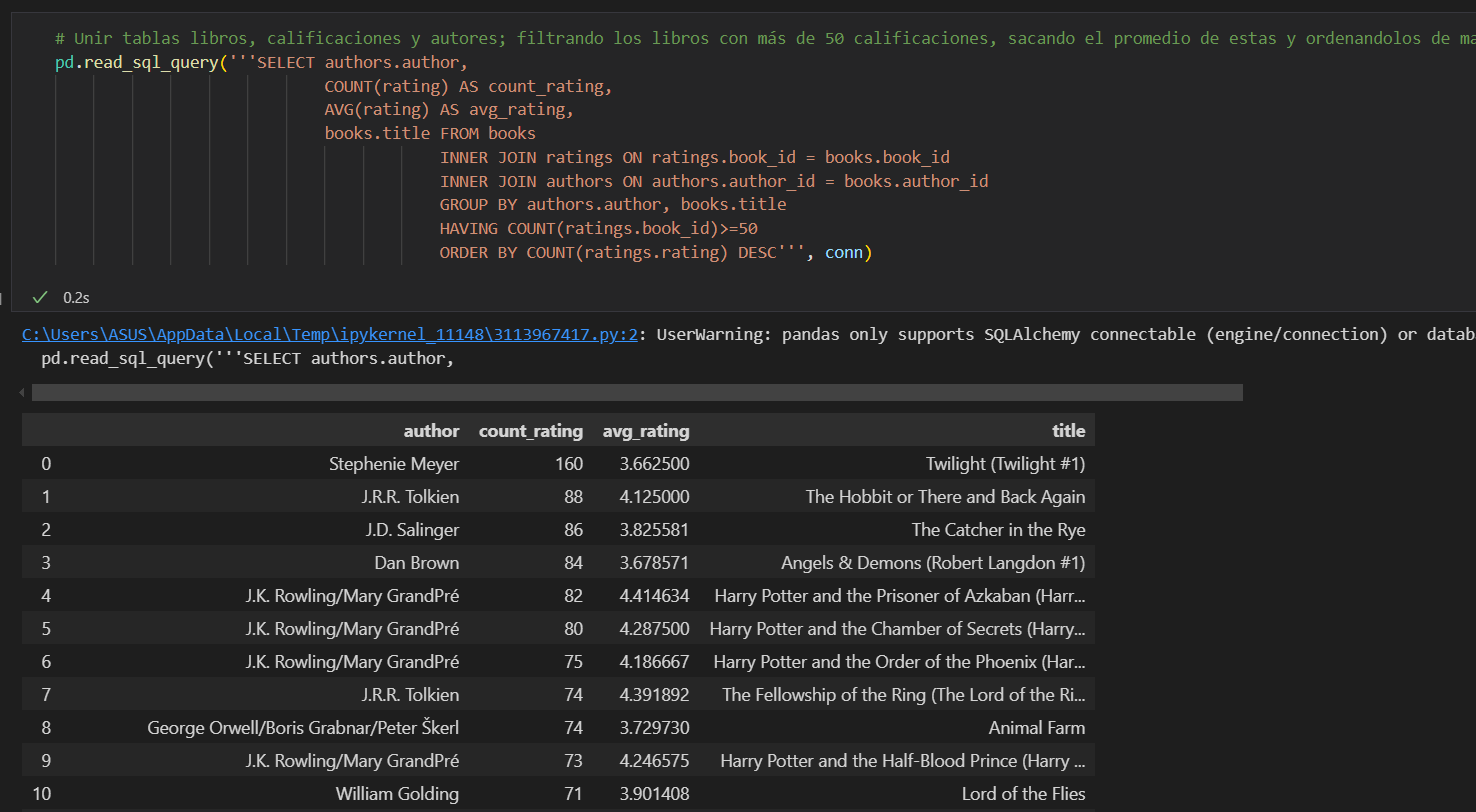 # Unir tablas libros, calificaciones y autores; filtrando los libros con más de 50 calificaciones, sacando el promedio de estas y ordenandolos de
pd.read_sql_query('''SELECT authors.author,
COUNT(rating) AS count_rating,
AVG(rating) AS avg_rating,
books.title FROM books
INNER JOIN ratings ON ratings.book_id = books.book_id
INNER JOIN authors ON authors.author_id = books.author_id
GROUP BY authors.author, books.title
HAVING COUNT(ratings.book_id)>=50
ORDER BY COUNT(ratings.rating) DESC''', conn)
0.2s
C:\Users\ASUS\AppData\Local\Temp\ipykernel_11148\3113967417.py:2: UserWarning: pandas only supports SQLAlchemy connectable (engine/connection) or
pd.read_sql_query('''SELECT authors.author,
author count_rating avg_rating title
0 Stephenie Meyer 160 3.662500 Twilight (Twilight #1)
1 J.R.R. Tolkien 88 4.125000 The Hobbit or There and Back Again
2 J.D. Salinger 86 3.825581 The Catcher in the Rye
3 Dan Brown 84 3.678571 Angels & Demons (Robert Langdon #1)
4 J.K. Rowling/Mary GrandPré 82 4.414634 Harry Potter and the Prisoner of Azkaban (Harr...
5 J.K. Rowling/Mary GrandPré 80 4.287500 Harry Potter and the Chamber of Secrets (Harry...
6 J.K. Rowling/Mary GrandPré 75 4.186667 Harry Potter and the Order of the Phoenix (Har...
7 J.R.R. Tolkien 74 4.391892 The Fellowship of the Ring (The Lord of the Ri...
8 George Orwell/Boris Grabnar/Peter Škerl 74 3.729730 Animal Farm
9 J.K. Rowling/Mary GrandPré 73 4.246575 Harry Potter and the Half-Blood Prince (Harry ...
10 William Golding 71 3.901408 Lord of the Flies